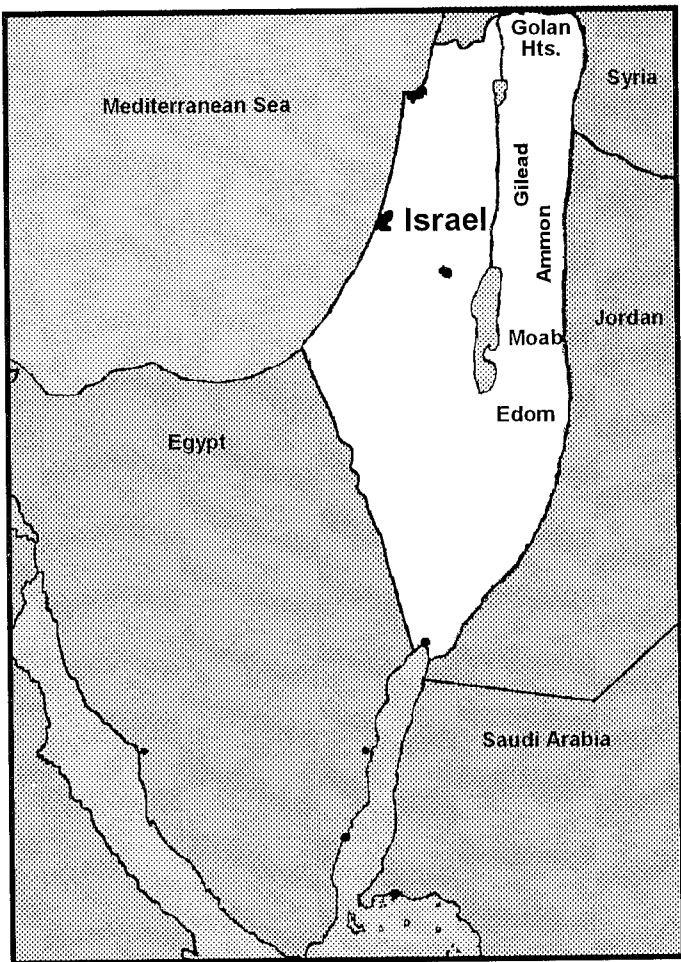 Golan
Hts.
Syria
Mediterranean Sea
Gilead
Israel
Ammon
Jordan
Moab
Edom
Egypt
Saudi Arabia